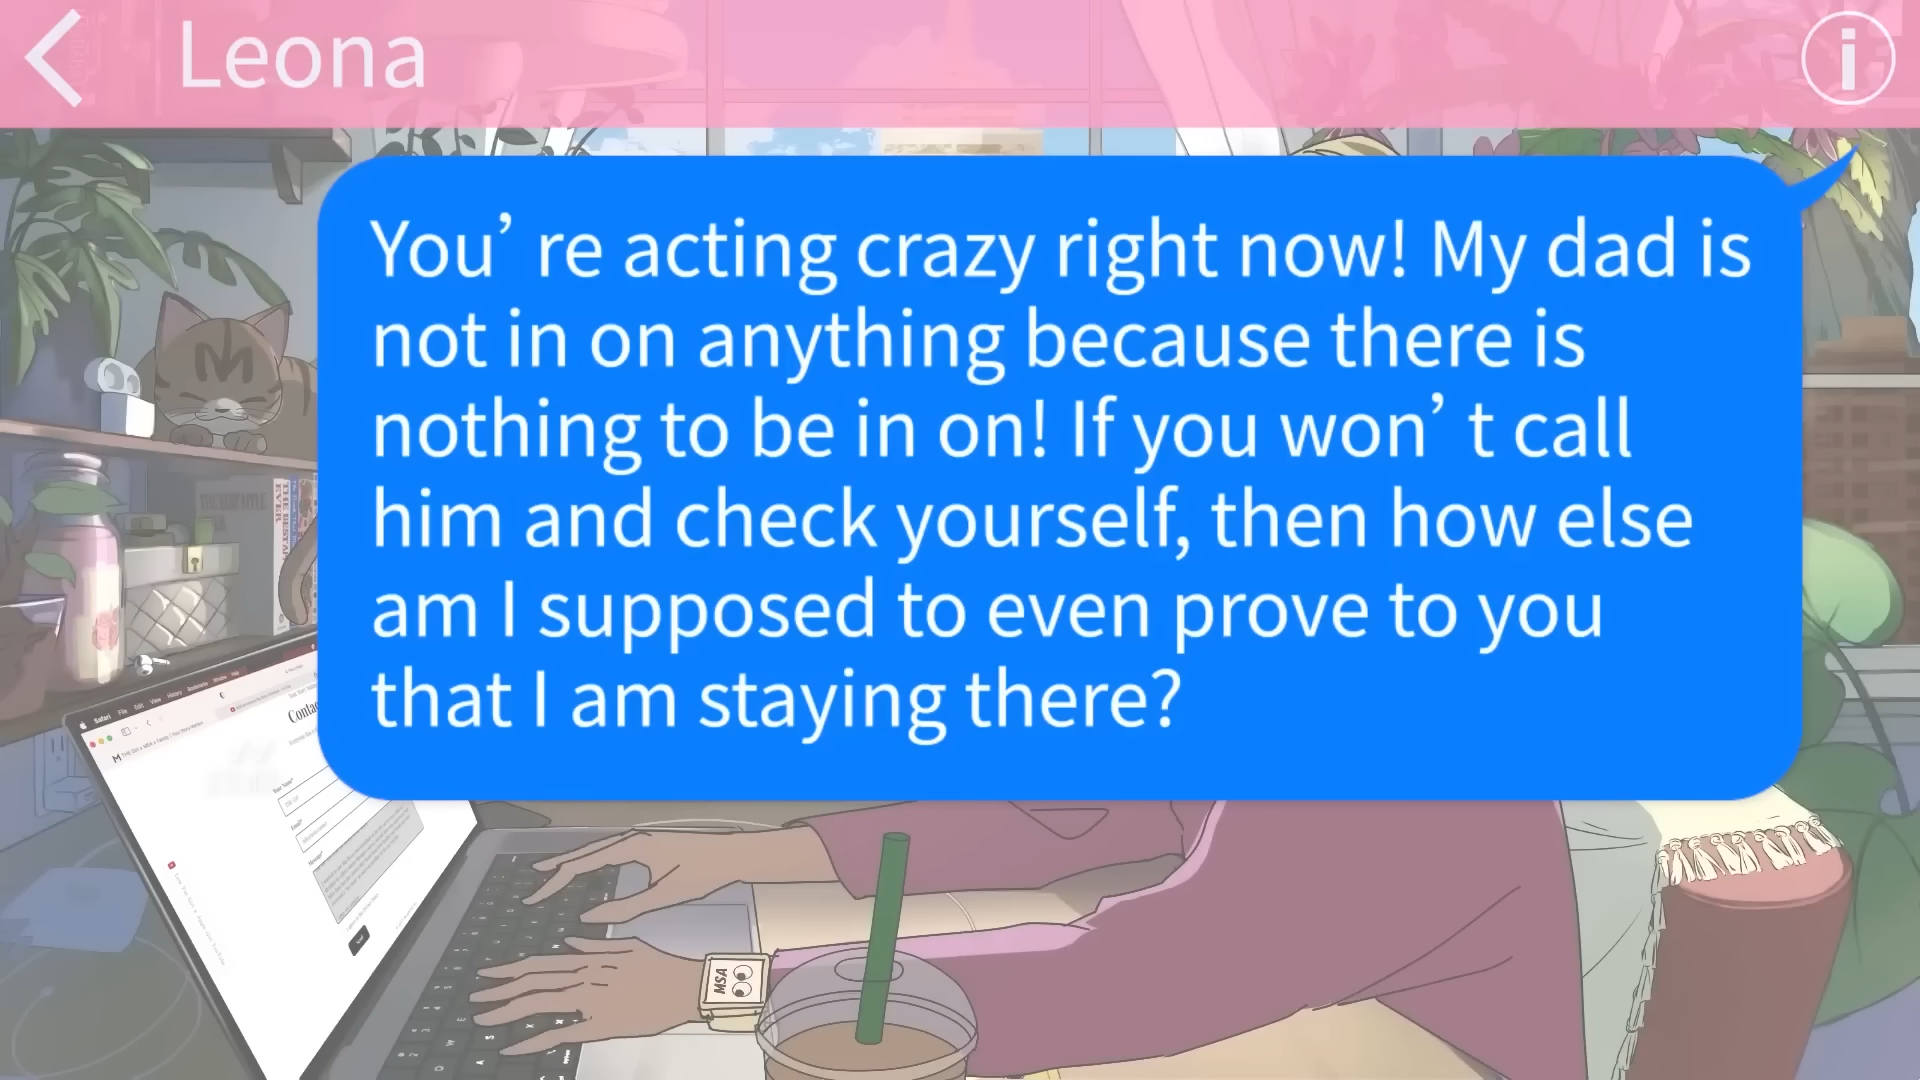 Leona
You’ re acting crazy right now! My dad is
not in on anything because there is
nothing to be in on! If you won’ t call
him and check yourself, then how else
am I supposed to even prove to you
that I am staying there?
MSA